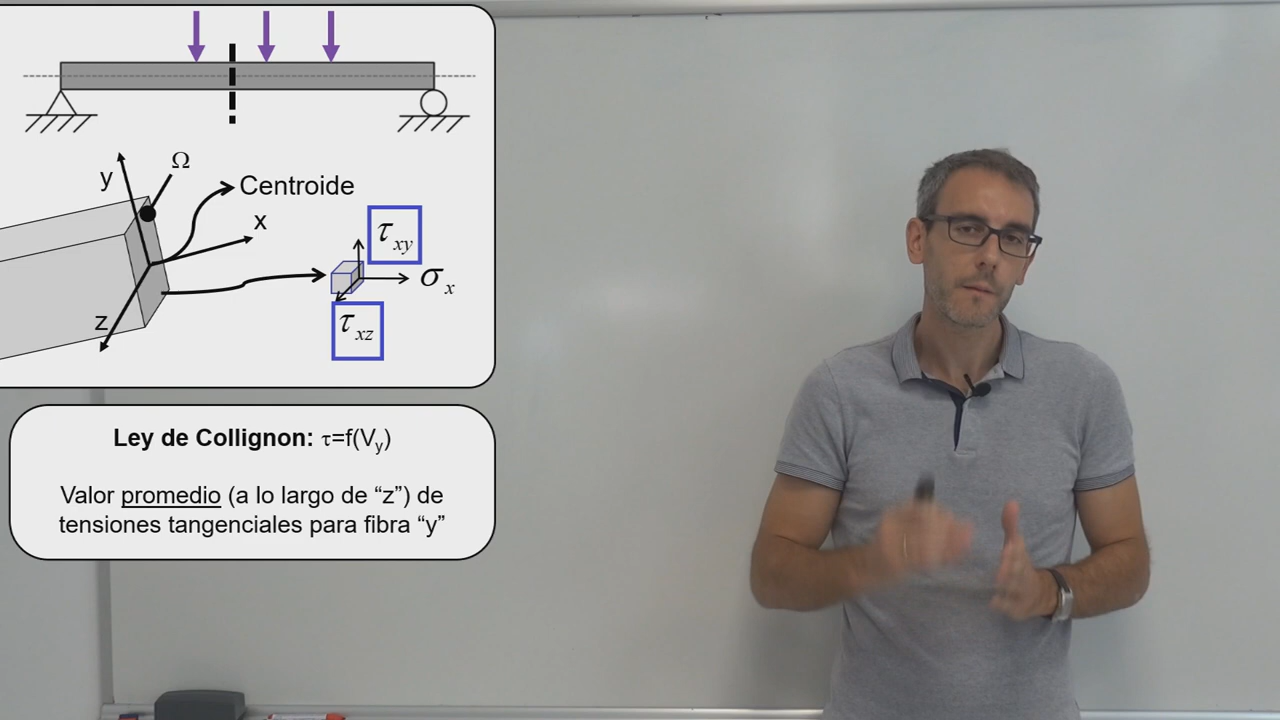 Ω
y
Centroide
x
τxy
σx
z
τxz
Ley de Collignon: τ=f(Vy)
Valor promedio (a lo largo de “z”) de
tensiones tangenciales para fibra “y”